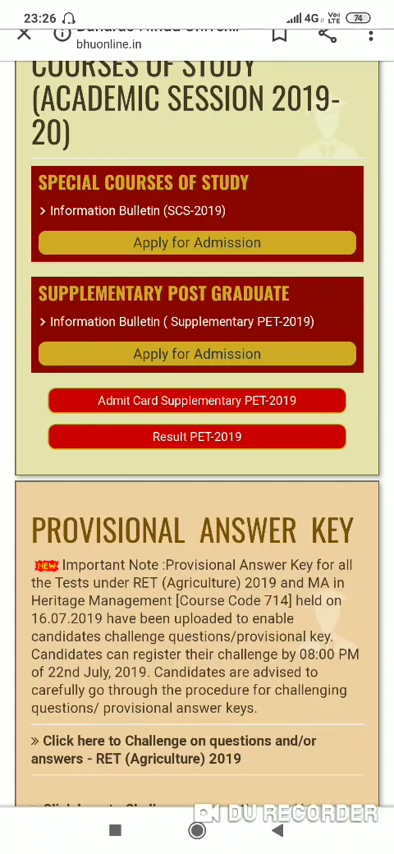 23:26
4G
Vo)
LTE
74
bhuonline.in
COURSES OF STUDY
(ACADEMIC SESSION 2019-
20)
SPECIAL COURSES OF STUDY
> Information Bulletin (SCS-2019)
Apply for Admission
SUPPLEMENTARY POST GRADUATE
> Information Bulletin ( Supplementary PET-2019)
Apply for Admission
Admit Card Supplementary PET-2019
Result PET-2019
PROVISIONAL ANSWER KEY
NEW Important Note :Provisional Answer Key for all
the Tests under RET (Agriculture) 2019 and MA in
Heritage Management [Course Code 714] held on
16.07.2019 have been uploaded to enable
candidates challenge questions/provisional key.
Candidates can register their challenge by 08:00 PM
of 22nd July, 2019. Candidates are advised to
carefully go through the procedure for challenging
questions/ provisional answer keys.
» Click here to Challenge on questions and/or
answers - RET (Agriculture) 2019
DU RECORDER